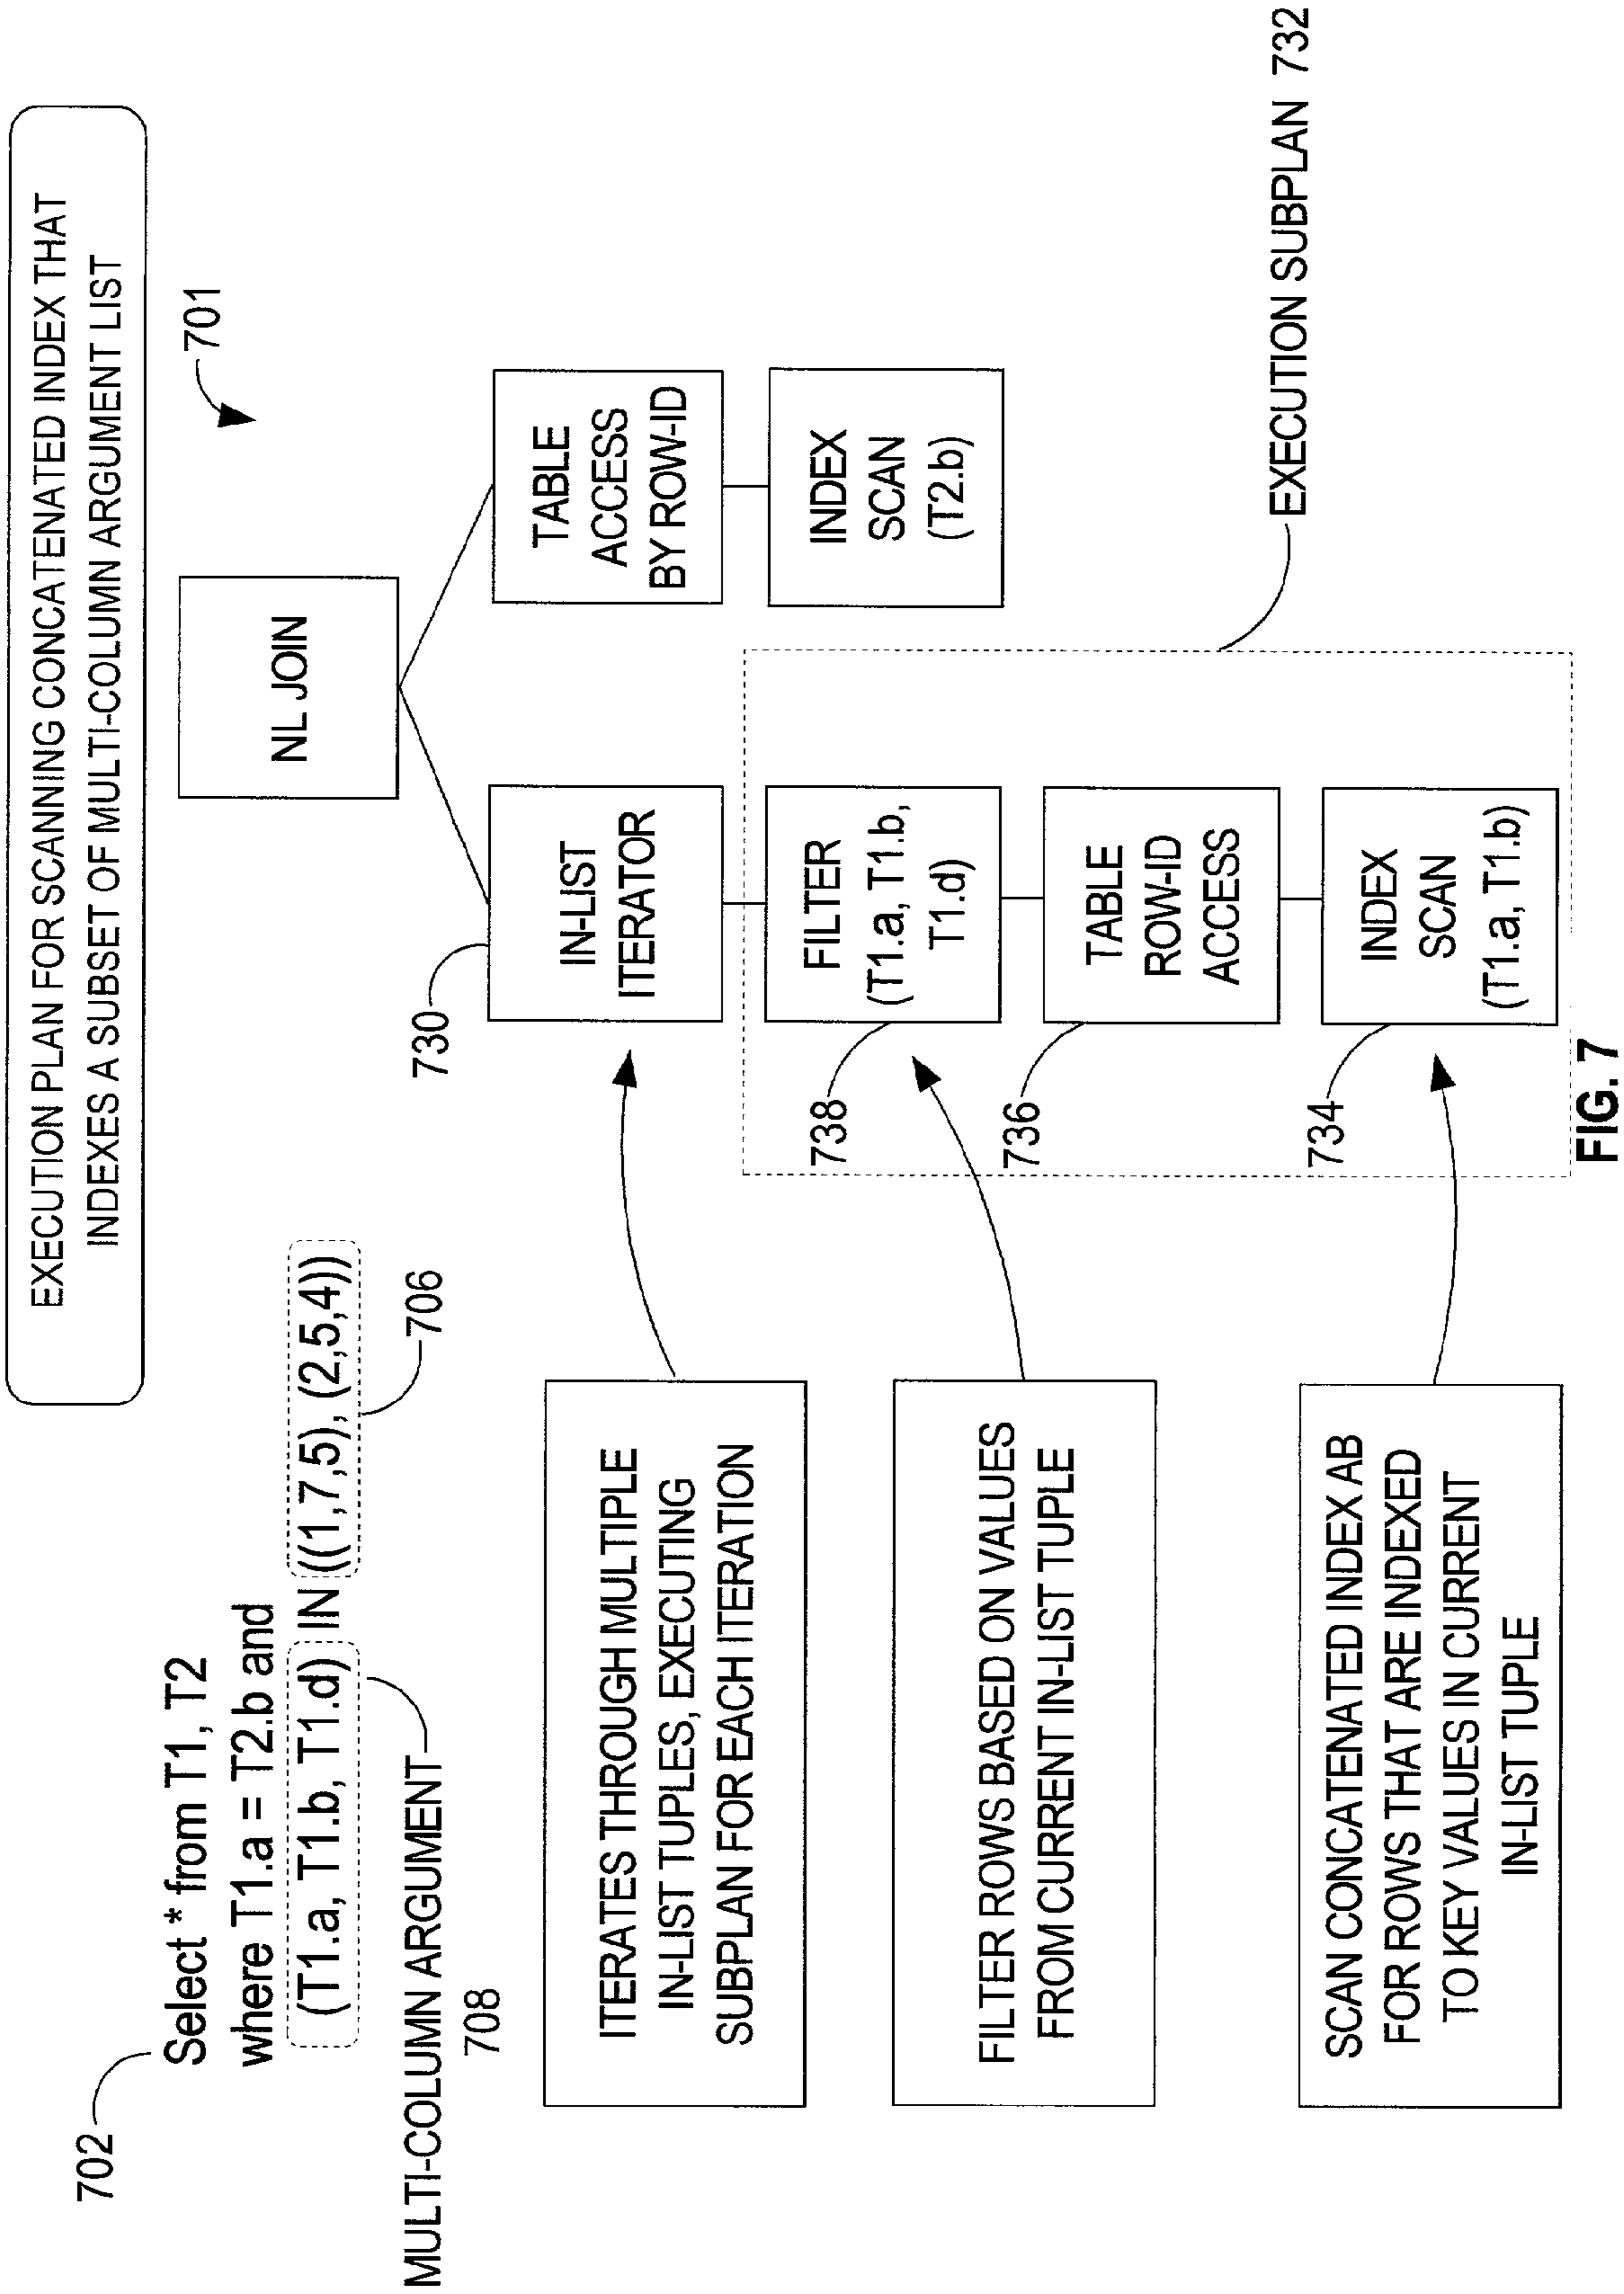 EXECUTION PLAN FOR SCANNING CONCATENATED INDEX THAT
INDEXES A SUBSET OF MULTI-COLUMN ARGUMENT LIST
702
Select * from T1, T2
where T1.a = T2.b and
(T1.a, T1.b, T1.d) IN ((1,7,5), (2,5,4))
706
MULTI-COLUMN ARGUMENT
708
701
NL JOIN
730
IN-LIST
ITERATOR
TABLE
ACCESS
BY ROW-ID
ITERATES THROUGH MULTIPLE
IN-LIST TUPLES, EXECUTING
SUBPLAN FOR EACH ITERATION
738
FILTER
(T1.a, T1.b,
T1.d)
INDEX
SCAN
(T2.b)
FILTER ROWS BASED ON VALUES
FROM CURRENT IN-LIST TUPLE
736
TABLE
ROW-ID
ACCESS
EXECUTION SUBPLAN 732
SCAN CONCATENATED INDEX AB
FOR ROWS THAT ARE INDEXED
TO KEY VALUES IN CURRENT
IN-LIST TUPLE
734
INDEX
SCAN
(T1.a, T1.b)
FIG. 7